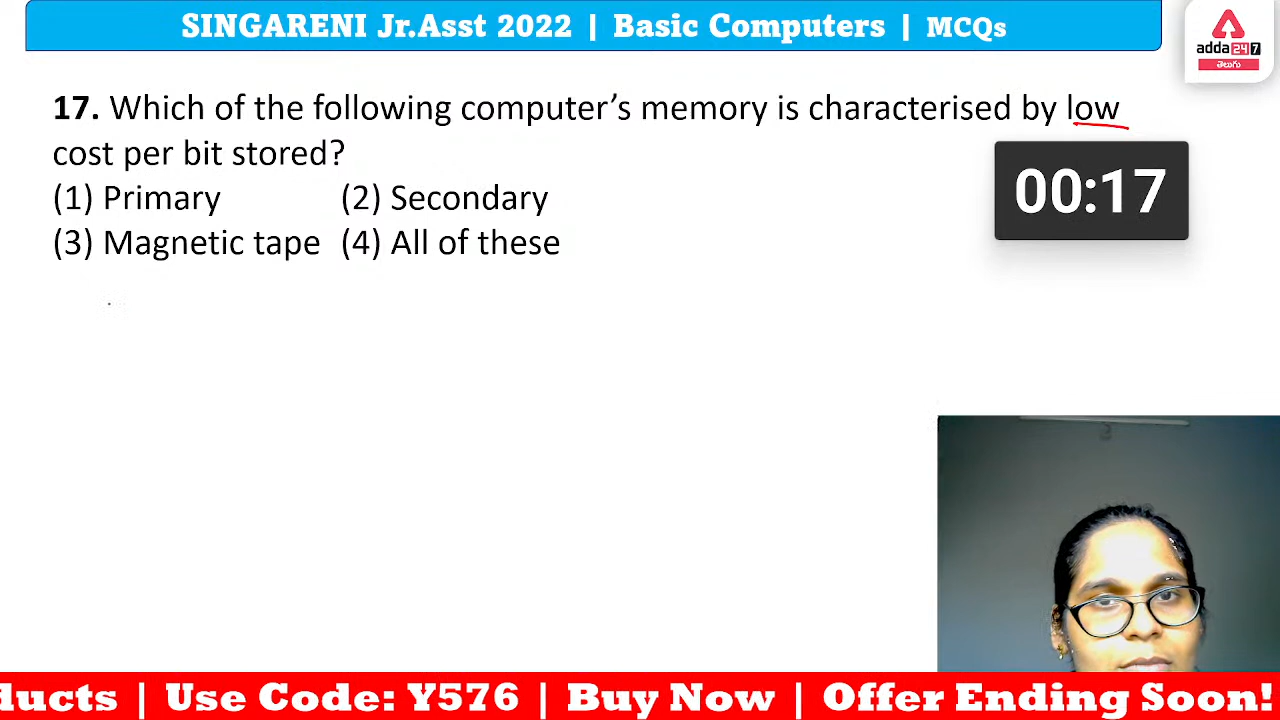 SINGARENI Jr.Asst 2022 | Basic Computers | MCQs
adda247
తెలుగు
17. Which of the following computer’s memory is characterised by low
cost per bit stored?
00:17
(1) Primary (2) Secondary
(3) Magnetic tape (4) All of these
ducts | Use Code: Y576 | Buy Now | Offer Ending Soon!